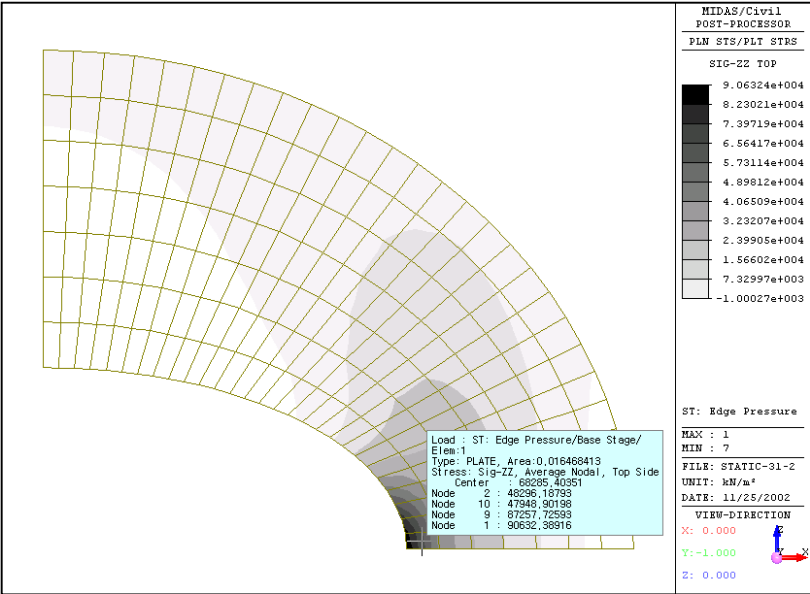 MIDAS/Civil
POST-PROCESSOR
PLN STS/PLT STRS
SIG-ZZ TOP
9.06324e+004
8.23021e+004
7.39719e+004
6.56417e+004
5.73114e+004
4.89812e+004
4.06509e+004
3.23207e+004
2.39905e+004
1.56602e+004
7.32997e+003
-1.00027e+003
ST: Edge Pressure
MAX : 1
MIN : 7
FILE: STATIC-31-2
UNIT: kN/m²
DATE: 11/25/2002
VIEW-DIRECTION
X: 0.000
Y:-1.000
Z: 0.000
Z
X
Load : ST: Edge Pressure/Base Stage/
Elem:1
Type: PLATE, Area:0,016468413
Stress: Sig-ZZ, Average Nodal, Top Side
Center : 68285,40351
Node 2 : 48296,18793
Node 10 : 47948,90198
Node 9 : 87257,72593
Node 1 : 90632,38916